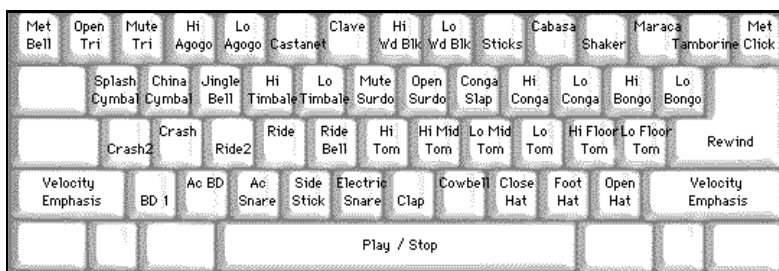 Met Bell Open Tri Mute Tri Hi Agogo Lo Agogo Castanet Clave Hi Wd Blk Lo Wd Blk Sticks Cabasa Shaker Maraca Tamborine Met Click
Splash Cymbal China Cymbal Jingle Bell Hi Timbale Lo Timbale Mute Surdo Open Surdo Conga Slap Hi Conga Lo Conga Hi Bongo Lo Bongo
Crash2 Crash Ride2 Ride Ride Bell Hi Tom Hi Mid Tom Lo Mid Tom Lo Tom Hi Floor Tom Lo Floor Tom Rewind
Velocity Emphasis BD 1 Ac BD Ac Snare Side Stick Electric Snare Clap Cowbell Close Hat Foot Hat Open Hat Velocity Emphasis
Play / Stop